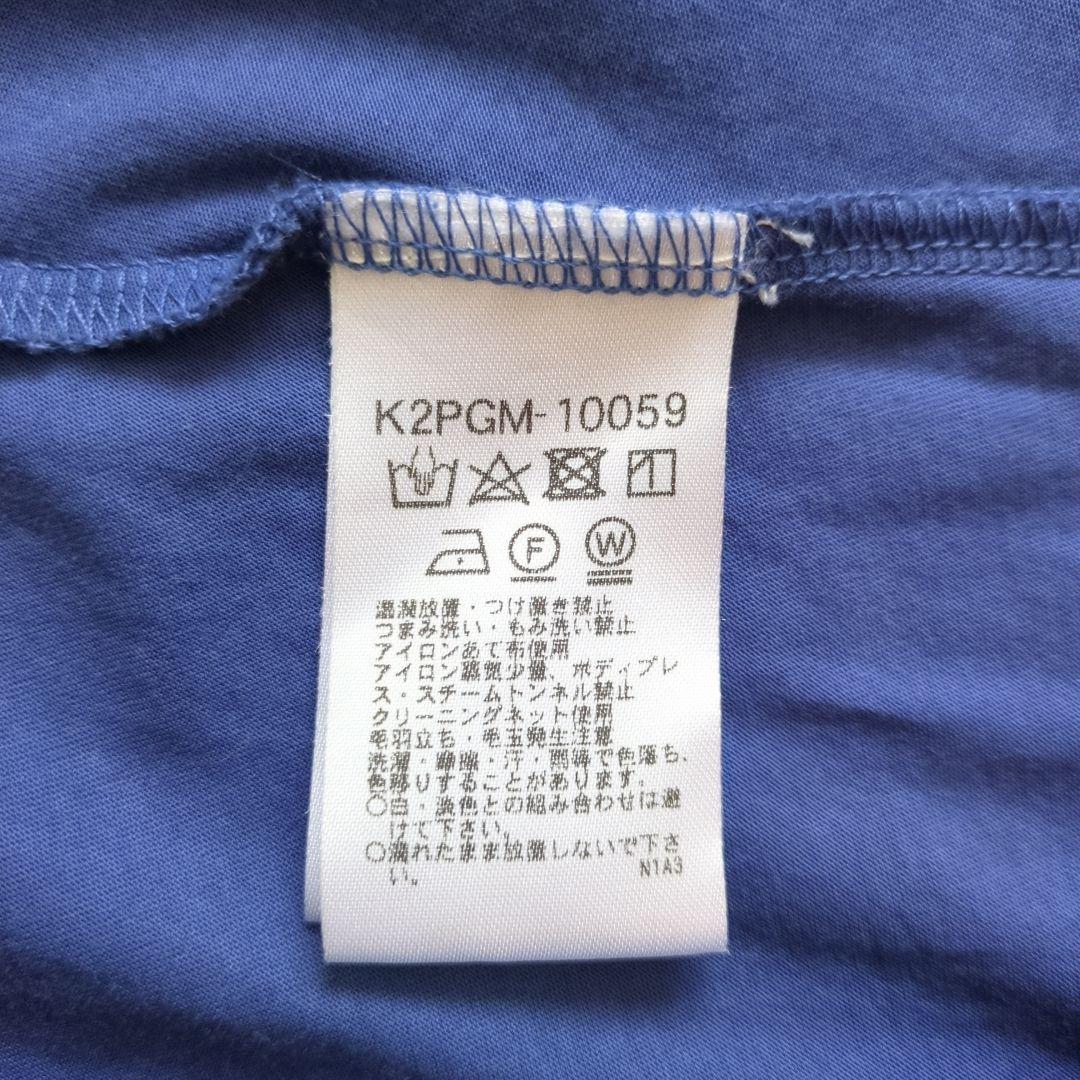 K2PGM-10059
1
F W
湿潤放置・つけ置き禁止
つまみ洗い・もみ洗い禁止
アイロンあて布使用
アイロン蒸気少量、ボディプレ
ス・スチームトンネル禁止
クリーニングネット使用
毛羽立ち・毛玉発生注意
洗濯・摩擦・汗・雨等で色落ち、
色移りすることがあります。
○白・淡色との組み合わせは避
けて下さい。
○濡れたまま放置しないで下さ
い。
N1A3